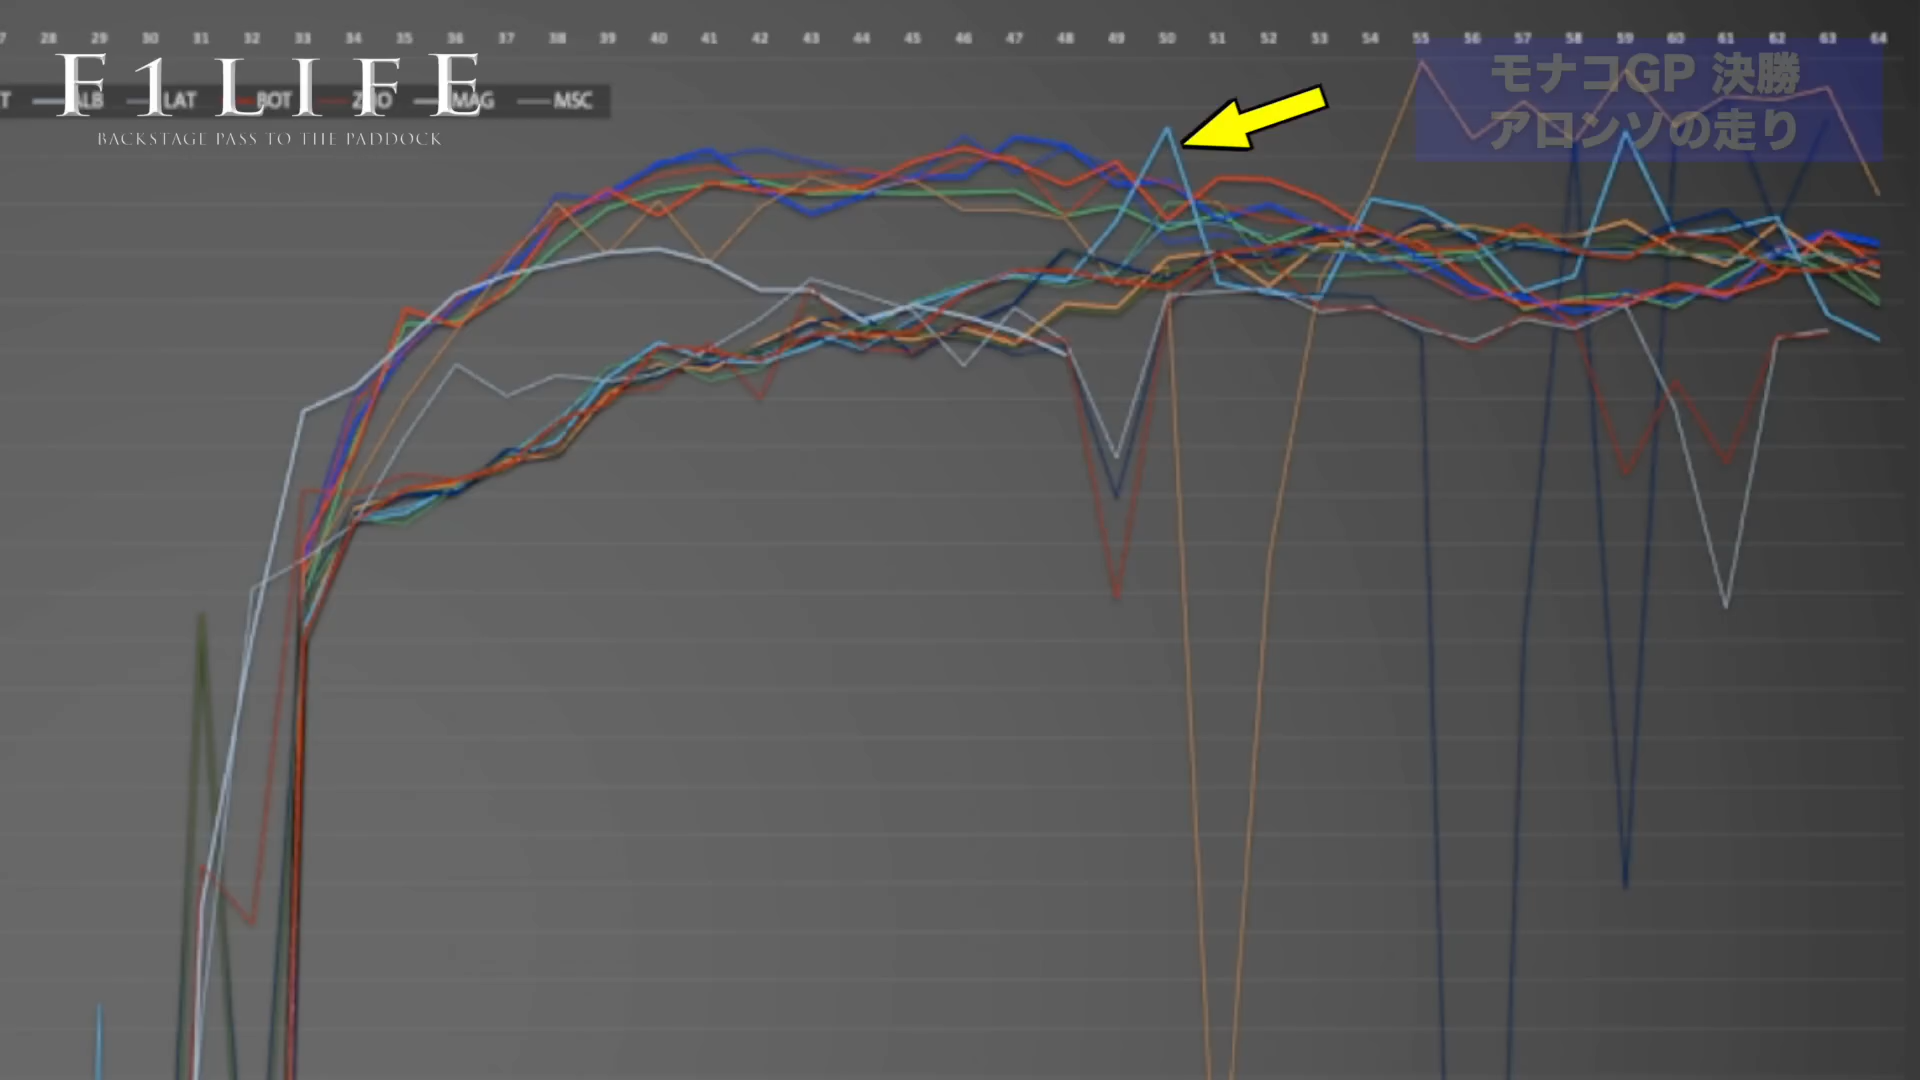 28 29 30 31 32 33 34 35 36 37 38 39 40 41 42 43 44 45 46 47 48 49 50 51 52 53 54 55 56 57 58 59 60 61 62 63 64
F1LIFE
BACKSTAGE PASS TO THE PADDOCK
LAT BOT MAG MSC
モナコGP 決勝
アロンソの走り